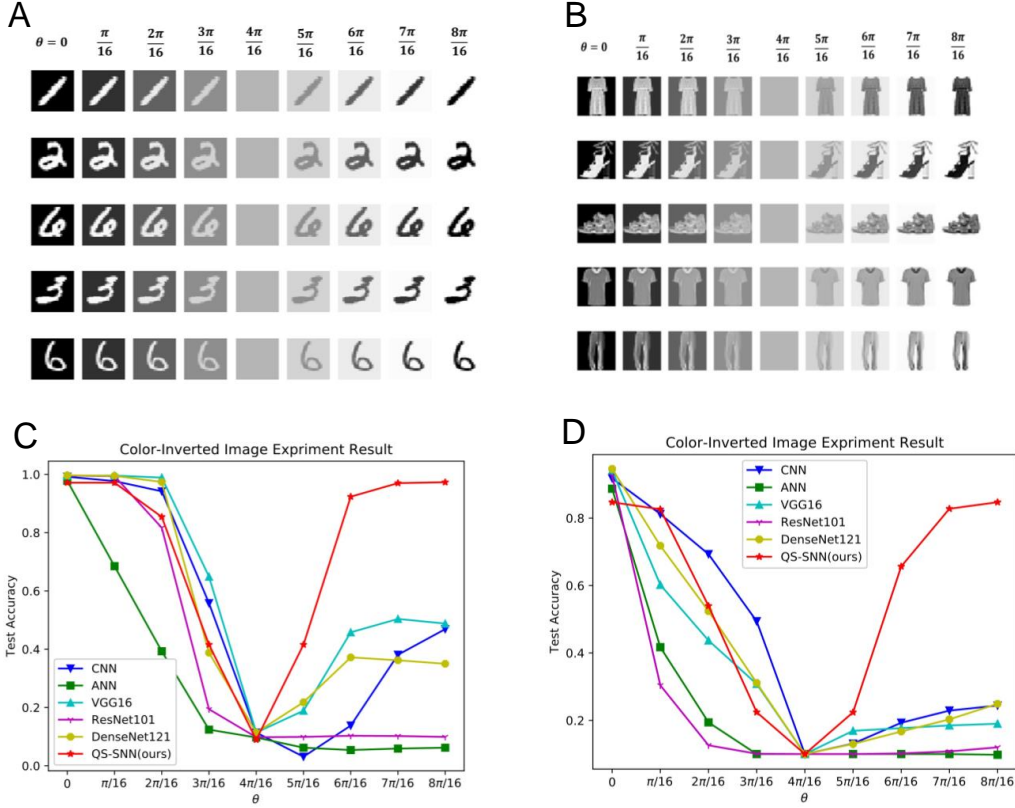 A
θ = 0 π/16 2π/16 3π/16 4π/16 5π/16 6π/16 7π/16 8π/16
B
θ = 0 π/16 2π/16 3π/16 4π/16 5π/16 6π/16 7π/16 8π/16
C
Color-Inverted Image Expriment Result
Test Accuracy
1.0
0.8
0.6
0.4
0.2
0.0
CNN
ANN
VGG16
ResNet101
DenseNet121
QS-SNN(ours)
0 π/16 2π/16 3π/16 4π/16 5π/16 6π/16 7π/16 8π/16
θ
D
Color-Inverted Image Expriment Result
Test Accuracy
0.8
0.6
0.4
0.2
CNN
ANN
VGG16
ResNet101
DenseNet121
QS-SNN(ours)
0 π/16 2π/16 3π/16 4π/16 5π/16 6π/16 7π/16 8π/16
θ